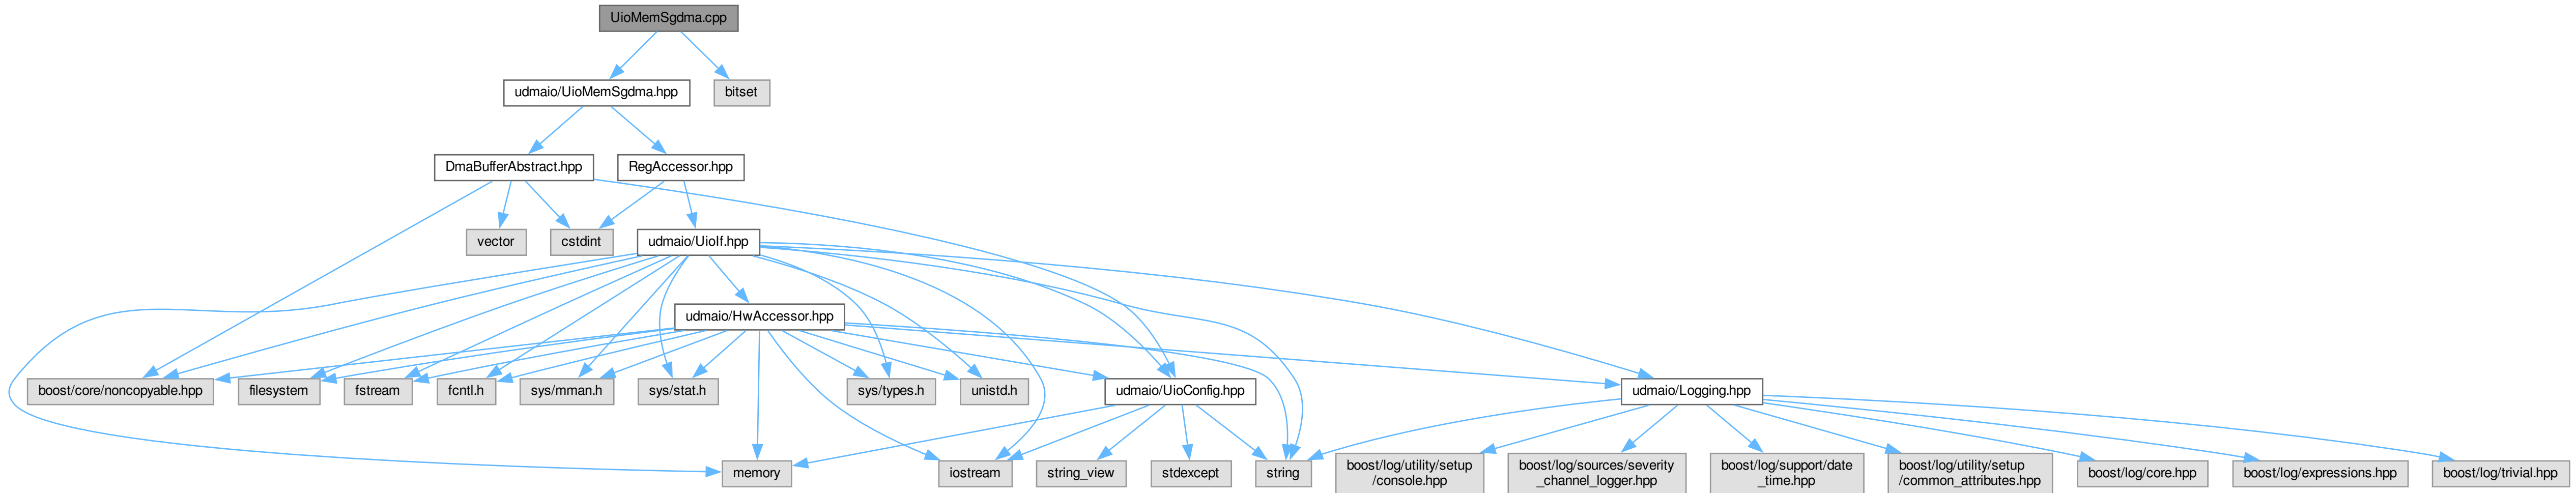 UioMemSgdma.cpp
udmaio/UioMemSgdma.hpp
bitset
DmaBufferAbstract.hpp
RegAccessor.hpp
vector
cstdint
udmaio/UioIf.hpp
udmaio/HwAccessor.hpp
boost/core/noncopyable.hpp
filesystem
fstream
fcntl.h
sys/mman.h
sys/stat.h
sys/types.h
unistd.h
udmaio/UioConfig.hpp
udmaio/Logging.hpp
memory
iostream
string_view
stdexcept
string
boost/log/utility/setup
/console.hpp
boost/log/sources/severity
_channel_logger.hpp
boost/log/support/date
_time.hpp
boost/log/utility/setup
/common_attributes.hpp
boost/log/core.hpp
boost/log/expressions.hpp
boost/log/trivial.hpp